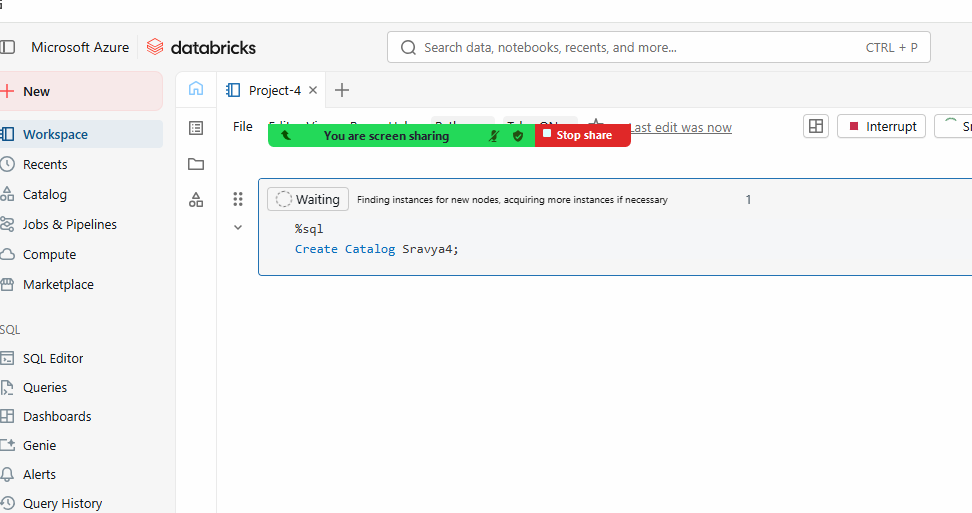 Microsoft Azure databricks
Search data, notebooks, recents, and more... CTRL + P
New
Project-4
File
You are screen sharing Stop share
Last edit was now
Interrupt
Workspace
Recents
Catalog
Jobs & Pipelines
Compute
Marketplace
SQL
SQL Editor
Queries
Dashboards
Genie
Alerts
Query History
Waiting Finding instances for new nodes, acquiring more instances if necessary 1
%sql
Create Catalog Sravya4;